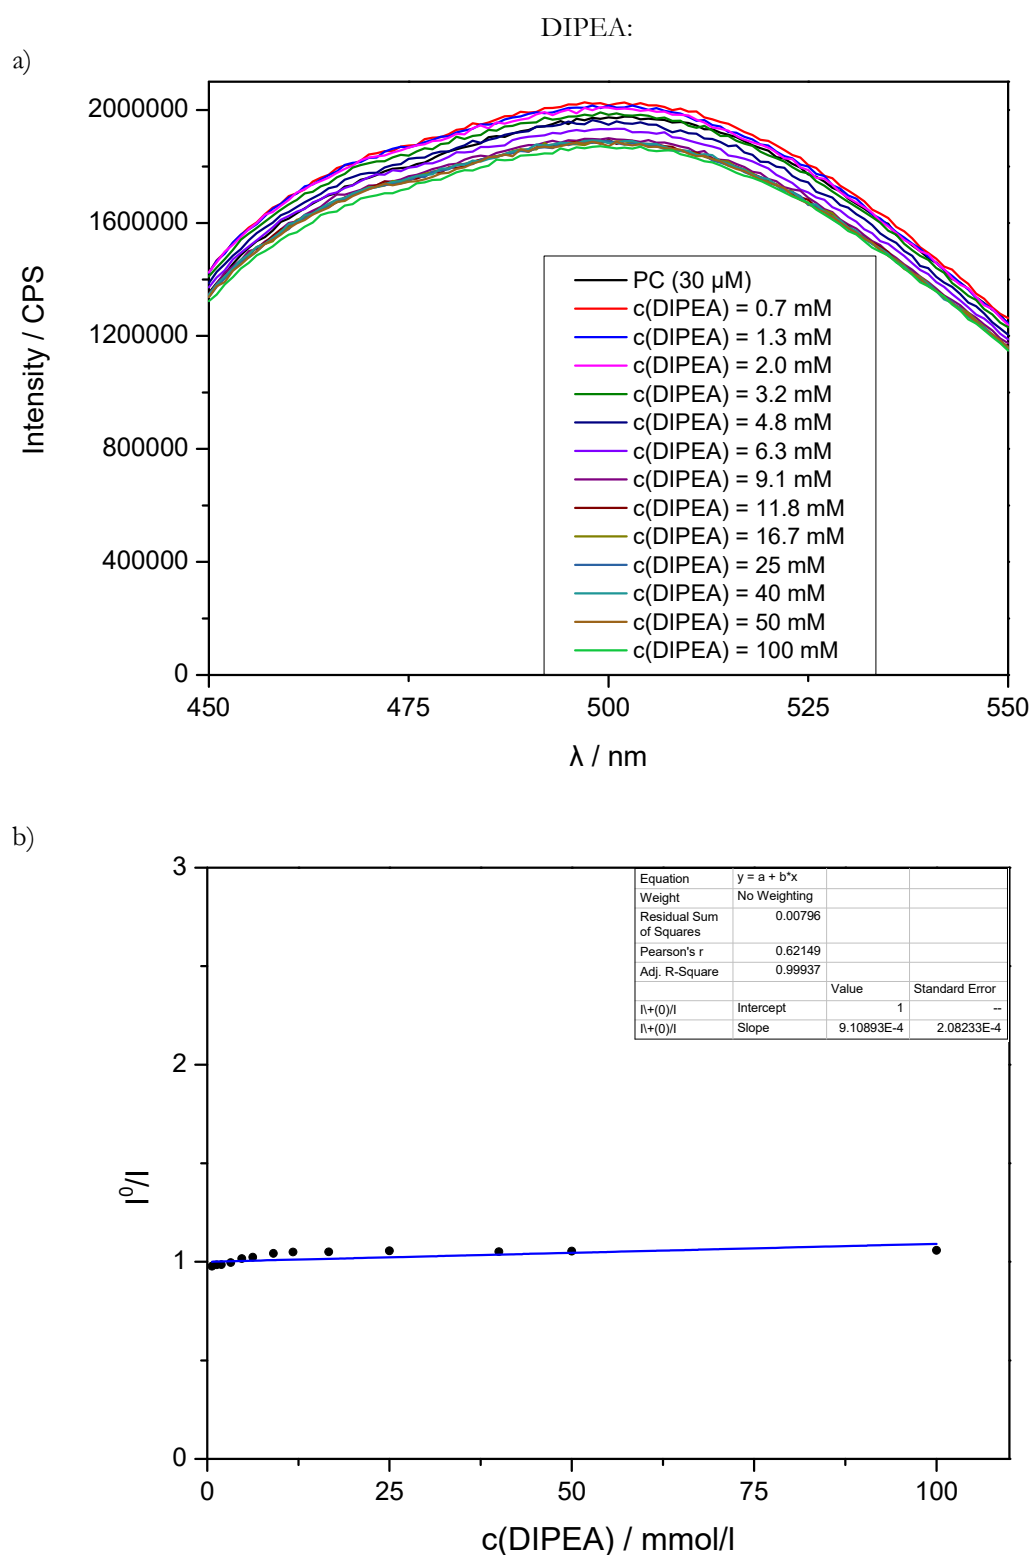 DIPEA:
a)
2000000
1600000
1200000
800000
400000
0
Intensity / CPS
PC (30 μM)
c(DIPEA) = 0.7 mM
c(DIPEA) = 1.3 mM
c(DIPEA) = 2.0 mM
c(DIPEA) = 3.2 mM
c(DIPEA) = 4.8 mM
c(DIPEA) = 6.3 mM
c(DIPEA) = 9.1 mM
c(DIPEA) = 11.8 mM
c(DIPEA) = 16.7 mM
c(DIPEA) = 25 mM
c(DIPEA) = 40 mM
c(DIPEA) = 50 mM
c(DIPEA) = 100 mM
450 475 500 525 550
λ / nm
b)
3
2
1
0
I⁰/I
Equation y = a + b*x
Weight No Weighting
Residual Sum of Squares 0.00796
Pearson's r 0.62149
Adj. R-Square 0.99937
Value Standard Error
I\+(0)/I Intercept 1 --
I\+(0)/I Slope 9.10893E-4 2.08233E-4
0 25 50 75 100
c(DIPEA) / mmol/l